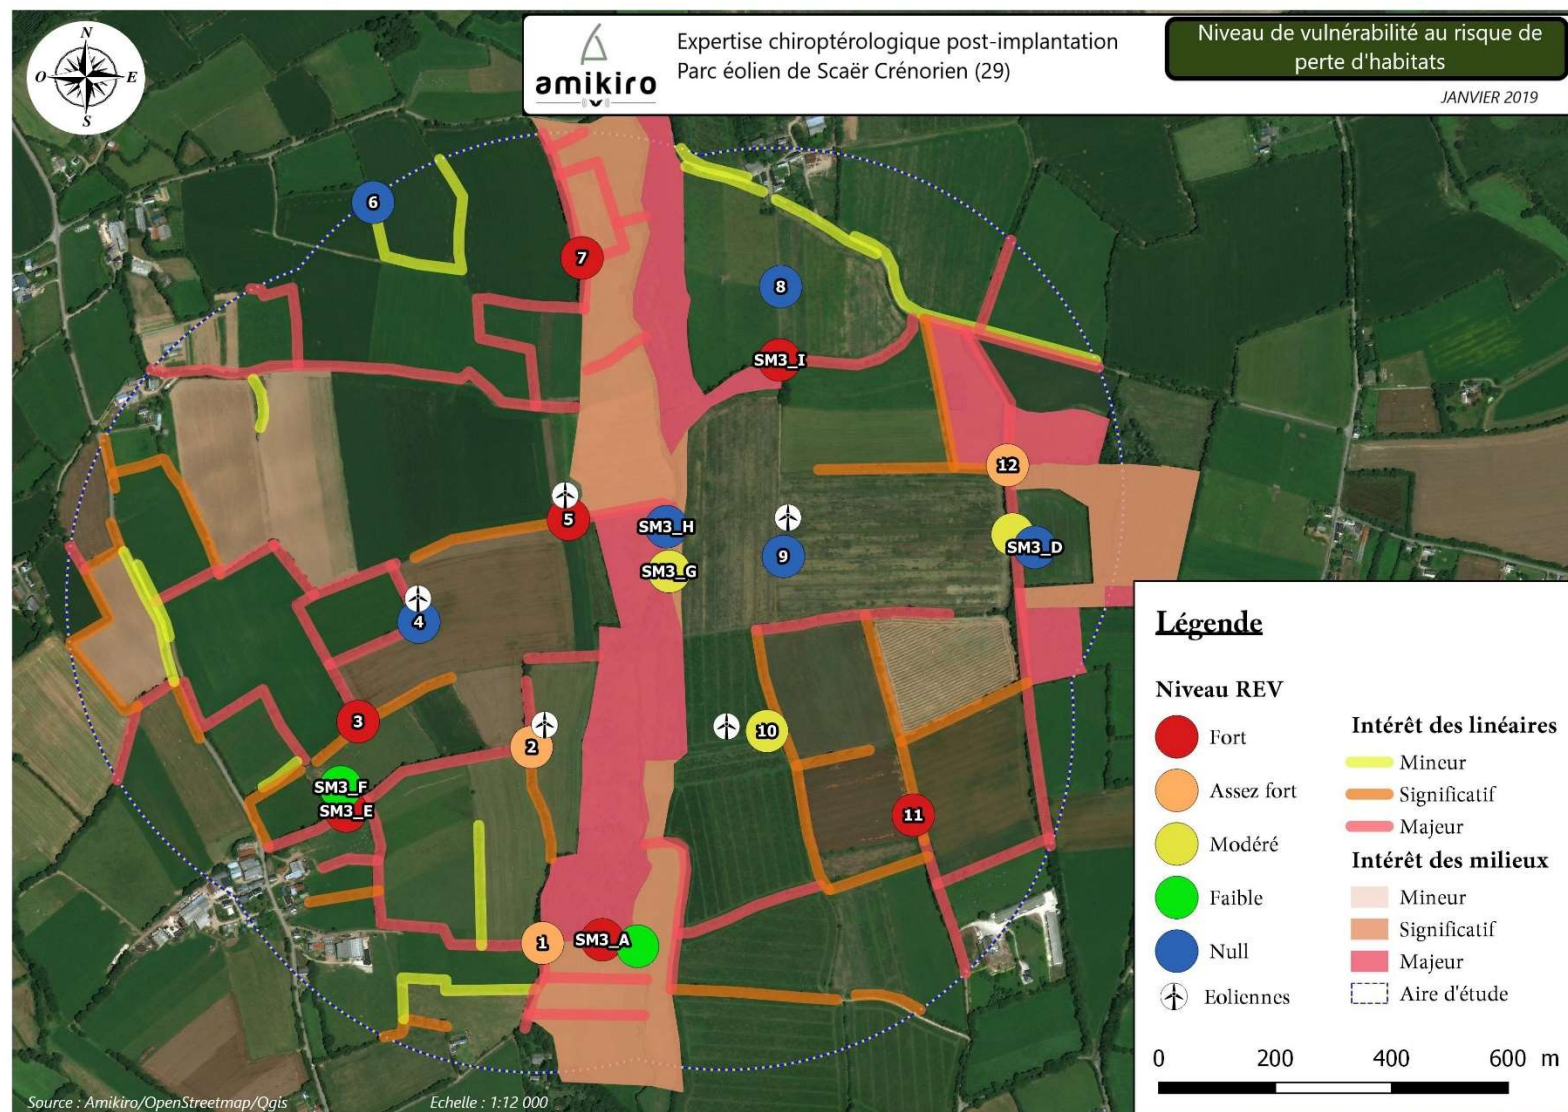 N
O
E
S
amikiro
Expertise chiroptérologique post-implantation
Parc éolien de Scaër Crénorien (29)
Niveau de vulnérabilité au risque de
perte d'habitats
JANVIER 2019
6
7
8
SM3_I
12
5
SM3_H
9
SM3_D
SM3_G
4
3
2
10
SM3_F
SM3_E
11
1
SM3_A
Légende
Niveau REV
Fort
Assez fort
Modéré
Faible
Null
Eoliennes
Intérêt des linéaires
Mineur
Significatif
Majeur
Intérêt des milieux
Mineur
Significatif
Majeur
Aire d'étude
0 200 400 600 m
Source : Amikiro/OpenStreetmap/Qgis
Echelle : 1:12 000